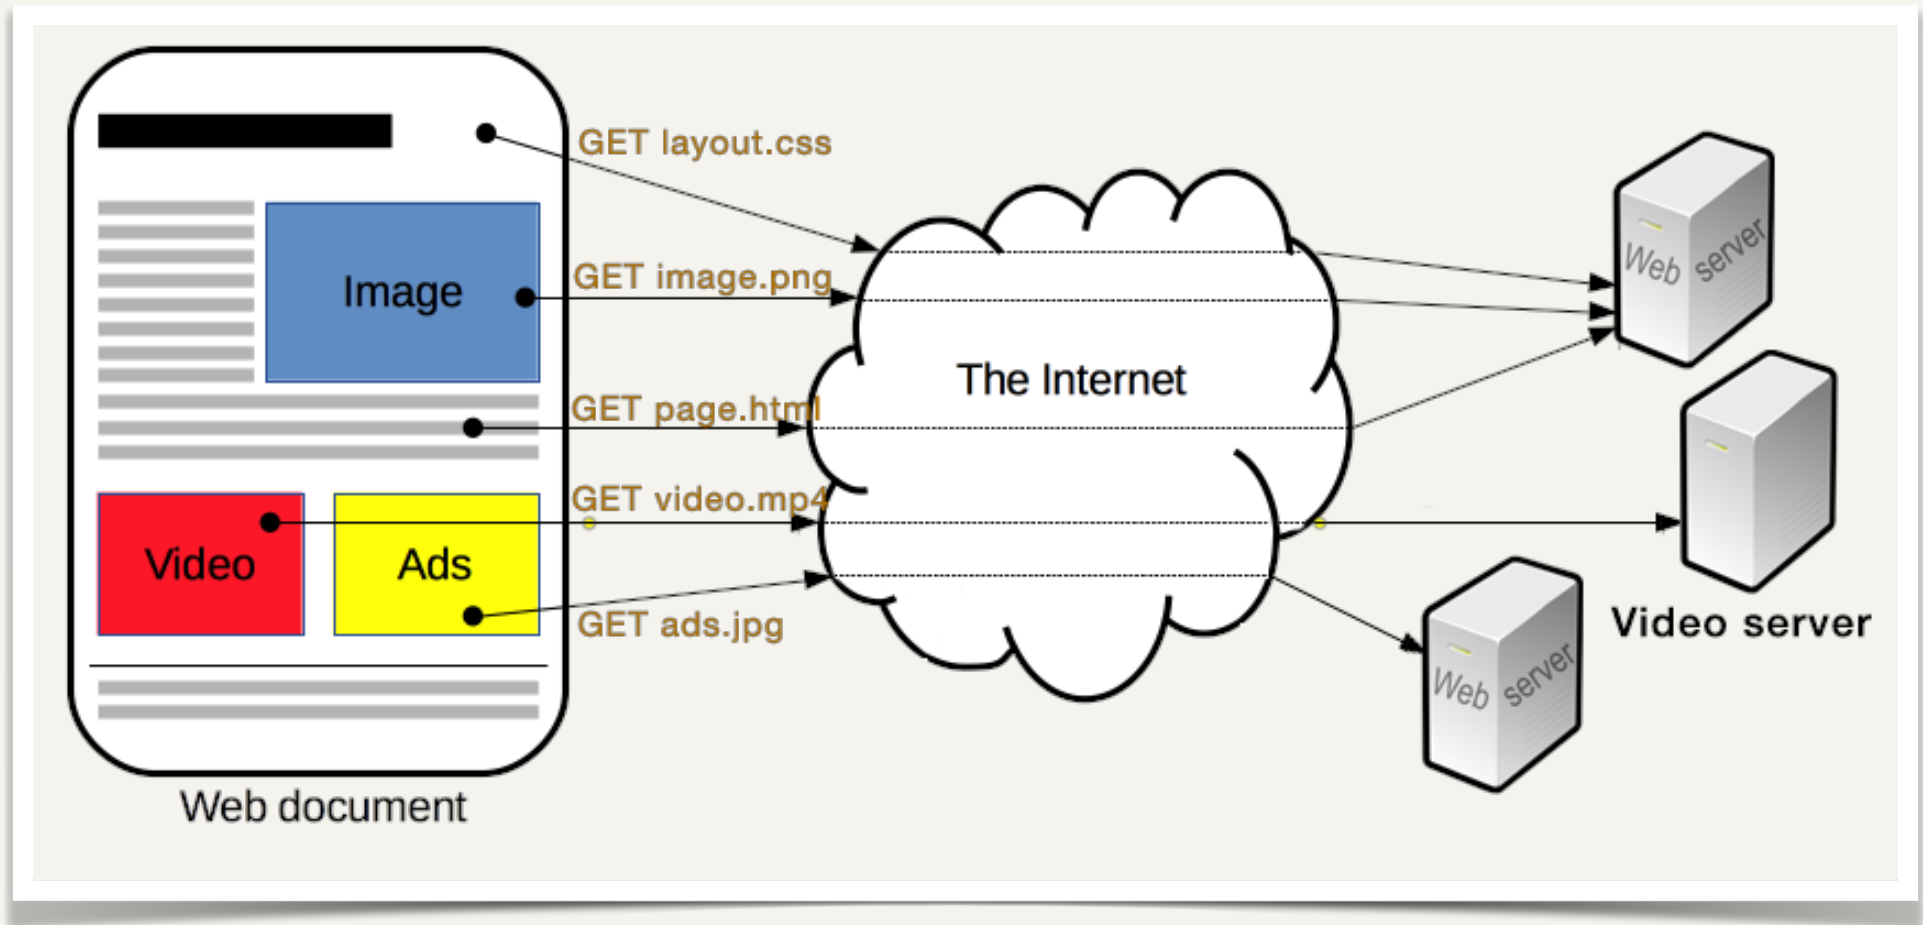 GET layout.css
GET image.png
Image
The Internet
GET page.html
GET video.mp4
Video
Ads
GET ads.jpg
Web document
Web server
Video server
Web server